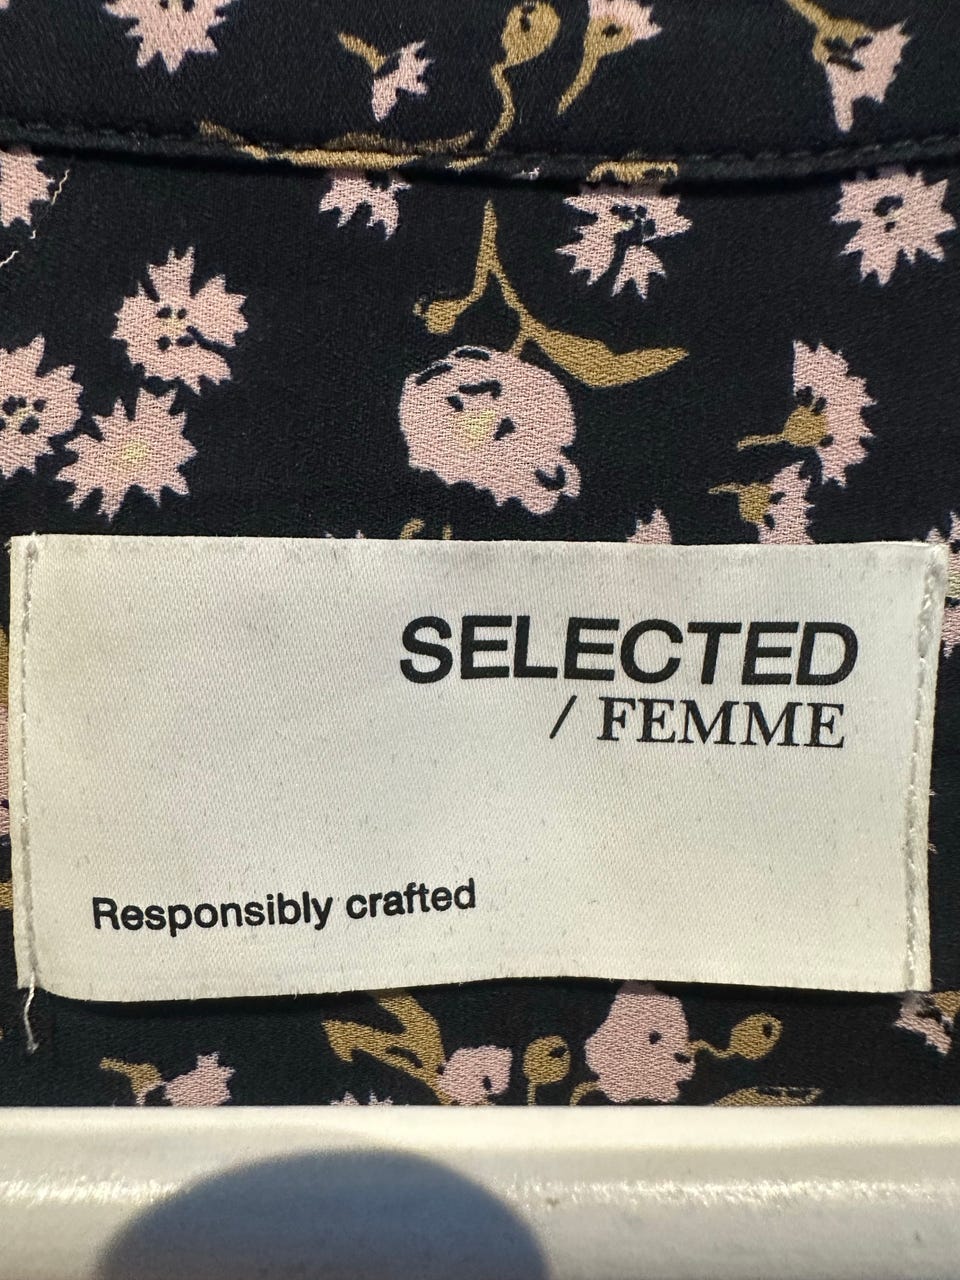 SELECTED
/ FEMME
Responsibly crafted